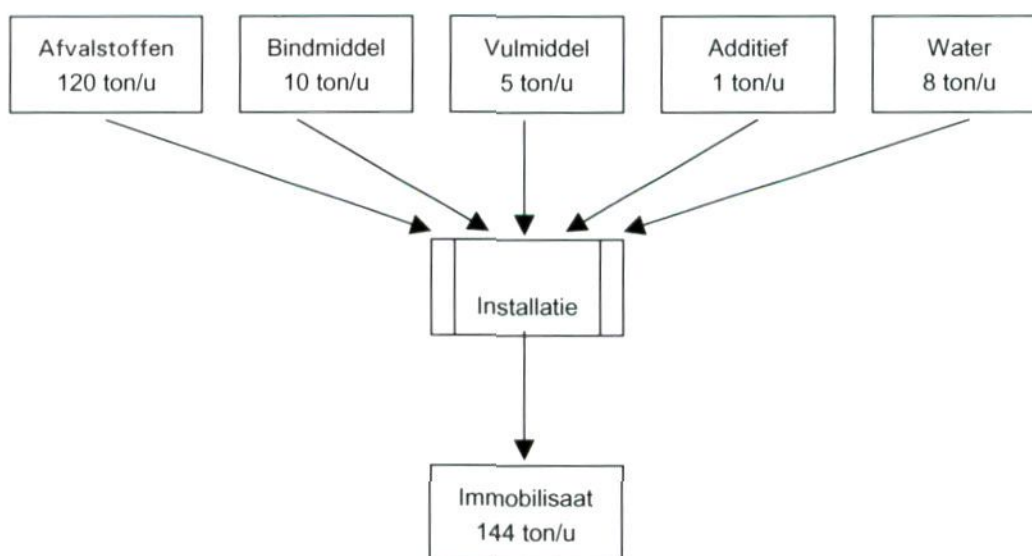 Afvalstoffen
120 ton/u
Bindmiddel
10 ton/u
Vulmiddel
5 ton/u
Additief
1 ton/u
Water
8 ton/u
Installatie
Immobilisaat
144 ton/u